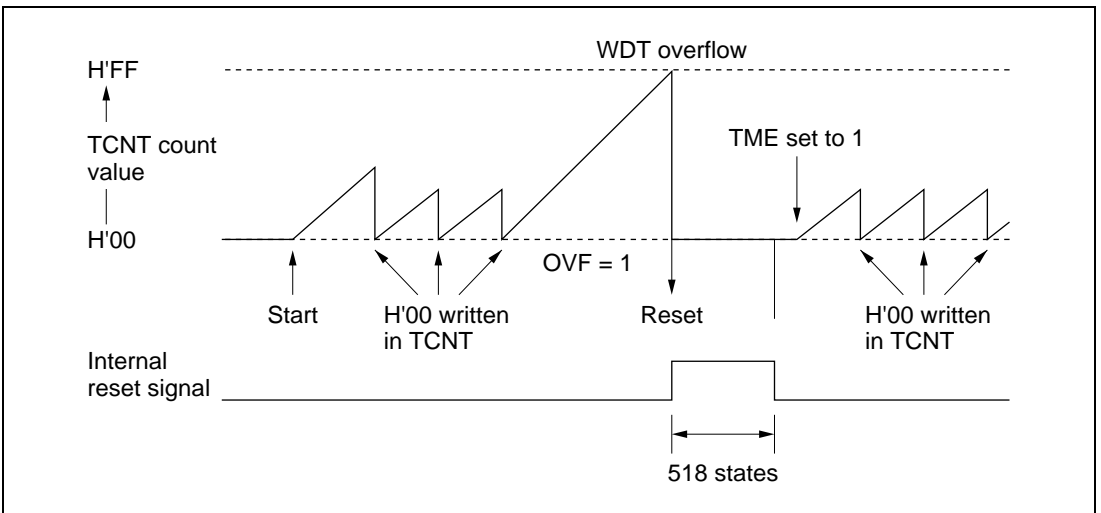 WDT overflow
H'FF
TCNT count
value
TME set to 1
H'00
OVF = 1
Start
H'00 written
in TCNT
Reset
H'00 written
in TCNT
Internal
reset signal
518 states